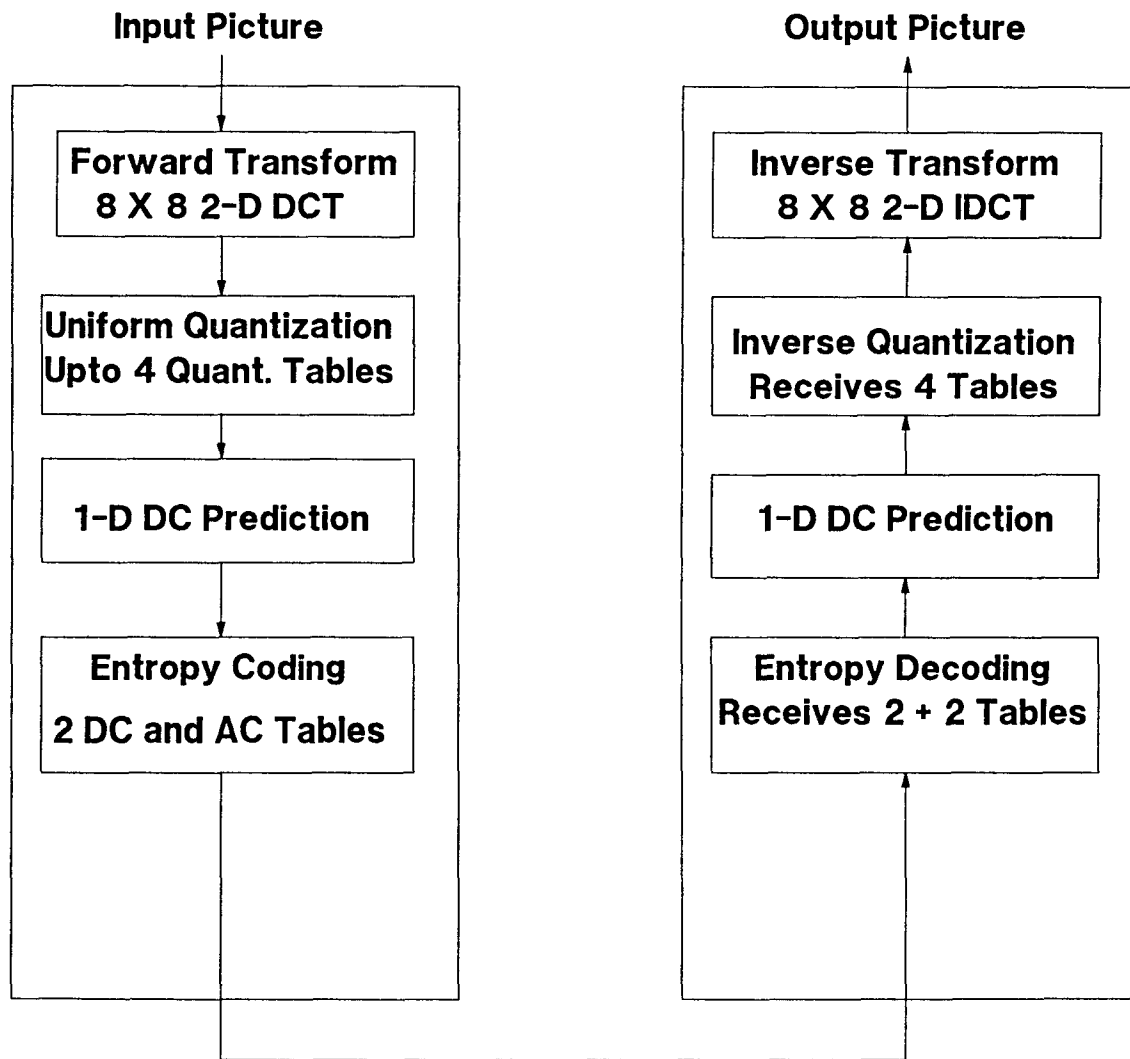 Input Picture
Forward Transform
8 X 8 2-D DCT
Uniform Quantization
Upto 4 Quant. Tables
1-D DC Prediction
Entropy Coding
2 DC and AC Tables
Output Picture
Inverse Transform
8 X 8 2-D IDCT
Inverse Quantization
Receives 4 Tables
1-D DC Prediction
Entropy Decoding
Receives 2 + 2 Tables